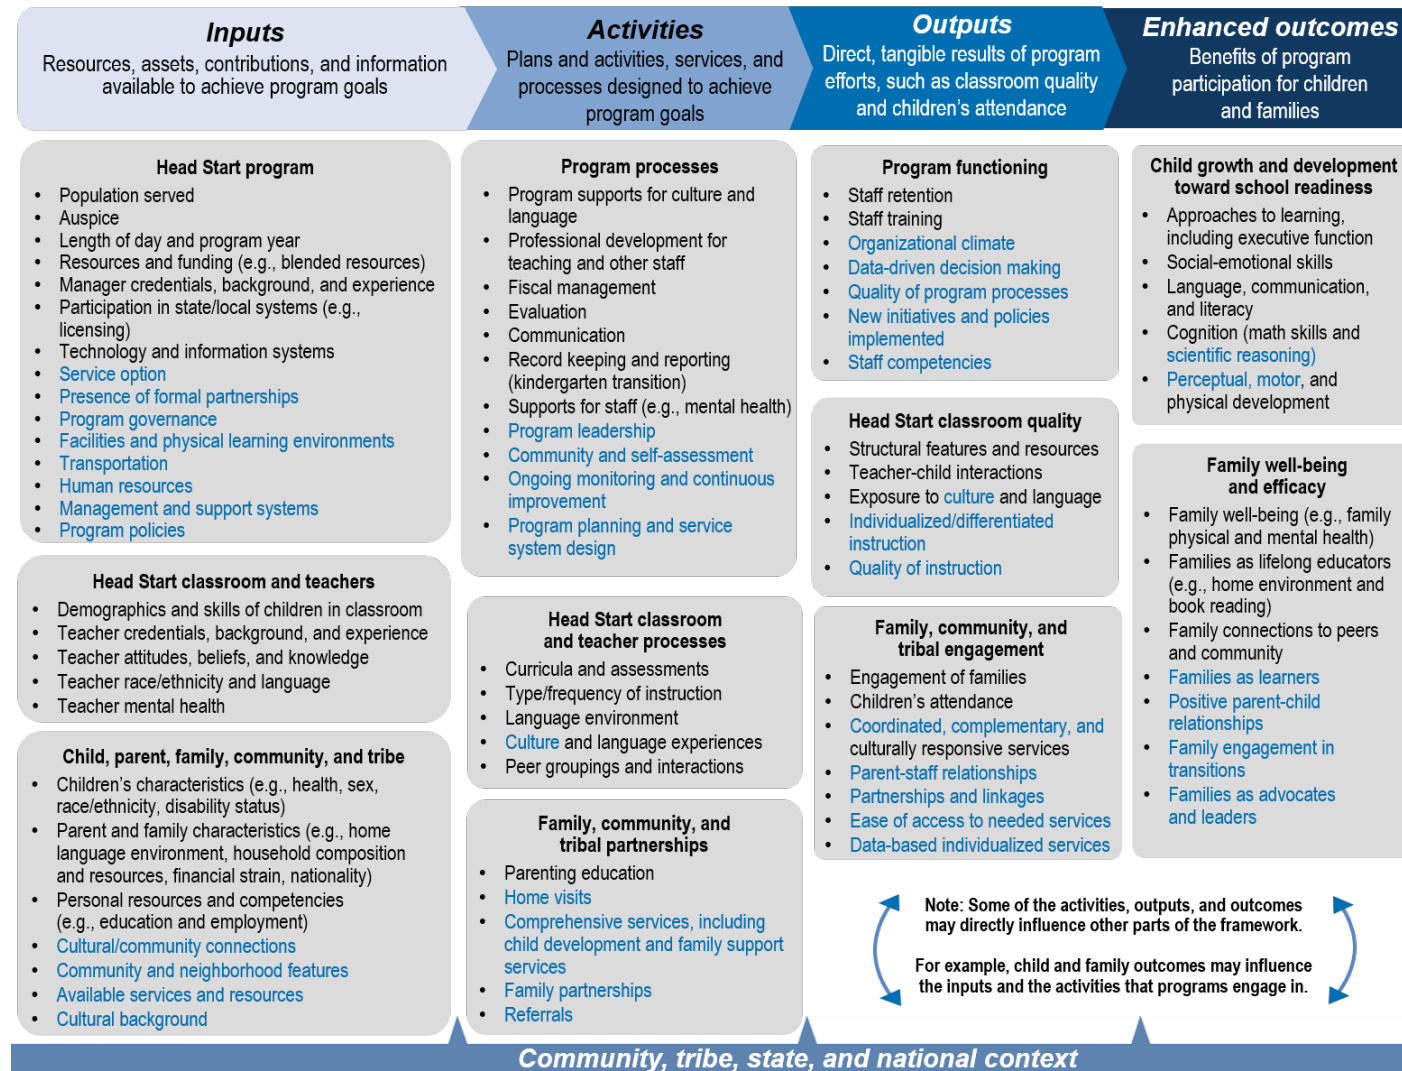 Inputs
Resources, assets, contributions, and information
available to achieve program goals
Activities
Plans and activities, services, and
processes designed to achieve
program goals
Outputs
Direct, tangible results of program
efforts, such as classroom quality
and children's attendance
Enhanced outcomes
Benefits of program
participation for children
and families
Head Start program
• Population served
• Auspice
• Length of day and program year
• Resources and funding (e.g., blended resources)
• Manager credentials, background, and experience
• Participation in state/local systems (e.g.,
licensing)
• Technology and information systems
• Service option
• Presence of formal partnerships
• Program governance
• Facilities and physical learning environments
• Transportation
• Human resources
• Management and support systems
• Program policies
Head Start classroom and teachers
• Demographics and skills of children in classroom
• Teacher credentials, background, and experience
• Teacher attitudes, beliefs, and knowledge
• Teacher race/ethnicity and language
• Teacher mental health
Child, parent, family, community, and tribe
• Children's characteristics (e.g., health, sex,
race/ethnicity, disability status)
• Parent and family characteristics (e.g., home
language environment, household composition
and resources, financial strain, nationality)
• Personal resources and competencies
(e.g., education and employment)
• Cultural/community connections
• Community and neighborhood features
• Available services and resources
• Cultural background
Program processes
• Program supports for culture and
language
• Professional development for
teaching and other staff
• Fiscal management
• Evaluation
• Communication
• Record keeping and reporting
(kindergarten transition)
• Supports for staff (e.g., mental health)
• Program leadership
• Community and self-assessment
• Ongoing monitoring and continuous
improvement
• Program planning and service
system design
Head Start classroom
and teacher processes
• Curricula and assessments
• Type/frequency of instruction
• Language environment
• Culture and language experiences
• Peer groupings and interactions
Family, community, and
tribal partnerships
• Parenting education
• Home visits
• Comprehensive services, including
child development and family support
services
• Family partnerships
• Referrals
Program functioning
• Staff retention
• Staff training
• Organizational climate
• Data-driven decision making
• Quality of program processes
• New initiatives and policies
implemented
• Staff competencies
Head Start classroom quality
• Structural features and resources
• Teacher-child interactions
• Exposure to culture and language
• Individualized/differentiated
instruction
• Quality of instruction
Family, community, and
tribal engagement
• Engagement of families
• Children's attendance
• Coordinated, complementary, and
culturally responsive services
• Parent-staff relationships
• Partnerships and linkages
• Ease of access to needed services
• Data-based individualized services
Child growth and development
toward school readiness
• Approaches to learning,
including executive function
• Social-emotional skills
• Language, communication,
and literacy
• Cognition (math skills and
scientific reasoning)
• Perceptual, motor, and
physical development
Family well-being
and efficacy
• Family well-being (e.g., family
physical and mental health)
• Families as lifelong educators
(e.g., home environment and
book reading)
• Family connections to peers
and community
• Families as learners
• Positive parent-child
relationships
• Family engagement in
transitions
• Families as advocates
and leaders
Note: Some of the activities, outputs, and outcomes
may directly influence other parts of the framework.
For example, child and family outcomes may influence
the inputs and the activities that programs engage in.
Community, tribe, state, and national context